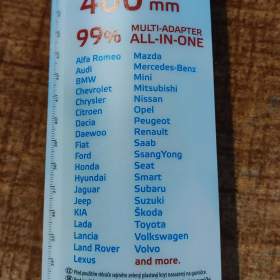 400 mm
99% MULTI-ADAPTER
ALL-IN-ONE
Alfa Romeo
Audi
BMW
Chevrolet
Chrysler
Citroen
Dacia
Daewoo
Fiat
Ford
Honda
Hyundai
Jaguar
Jeep
KIA
Lada
Lancia
Land Rover
Lexus
Mazda
Mercedes-Benz
Mini
Mitsubishi
Nissan
Opel
Peugeot
Renault
Saab
SsangYong
Seat
Smart
Subaru
Suzuki
Škoda
Toyota
Volkswagen
Volvo
and more.